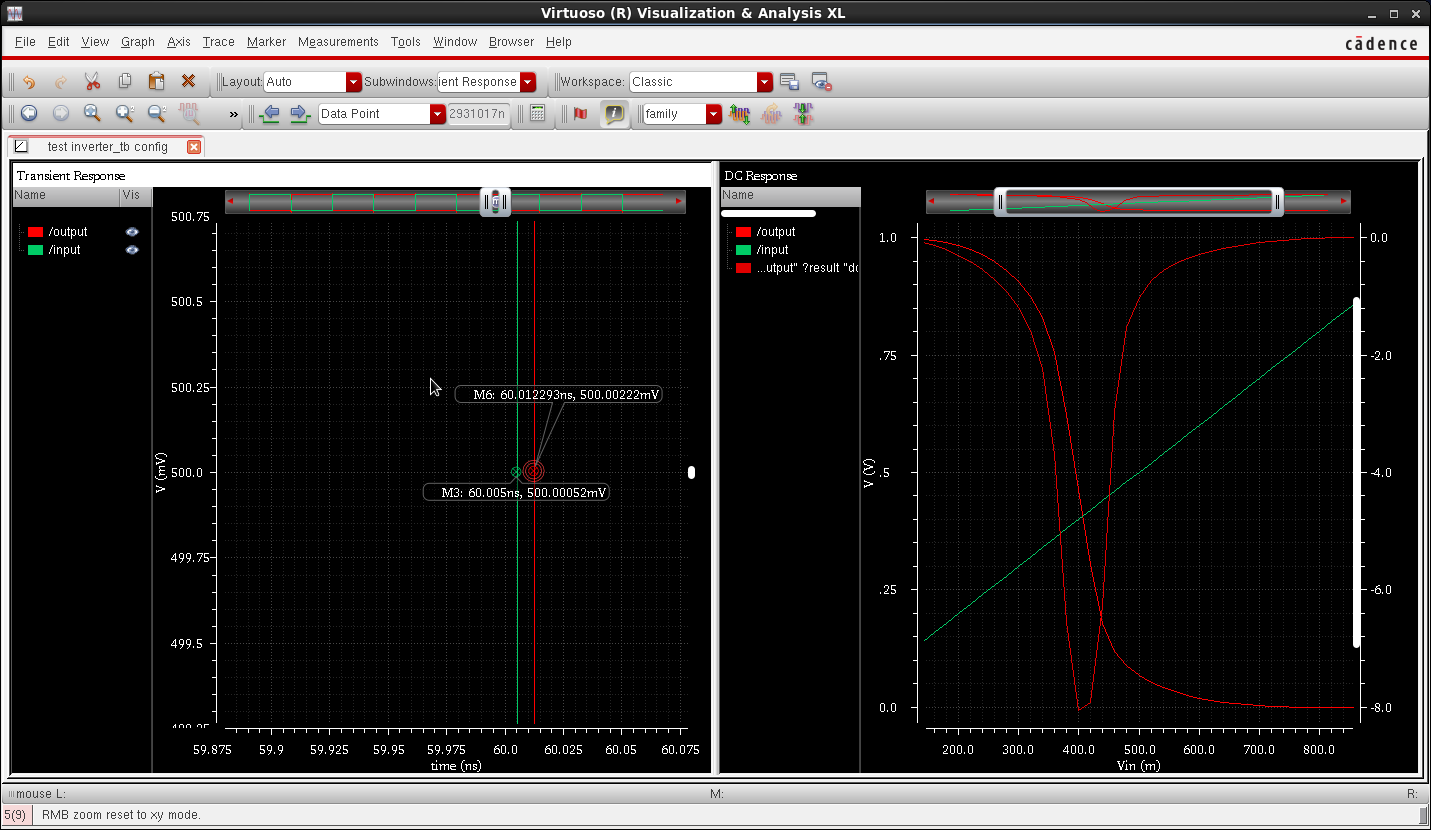 Virtuoso (R) Visualization & Analysis XL
File Edit View Graph Axis Trace Marker Measurements Tools Window Browser Help
cādence
Layout: Auto Subwindows: ient Response Workspace: Classic
» Data Point 2931017n family
test inverter_tb config
Transient Response
Name Vis
/output
/input
500.75
500.5
500.25
500.0
499.75
499.5
V (mV)
M6: 60.012293ns, 500.00222mV
M3: 60.005ns, 500.00052mV
59.875 59.9 59.925 59.95 59.975 60.0 60.025 60.05 60.075
time (ns)
DC Response
Name
/output
/input
...utput" ?result "dc
1.0
.75
.5
.25
0.0
V (V)
-0.0
-2.0
-4.0
-6.0
-8.0
200.0 300.0 400.0 500.0 600.0 700.0 800.0
Vin (m)
mouse L: M: R:
5(9) RMB zoom reset to xy mode.